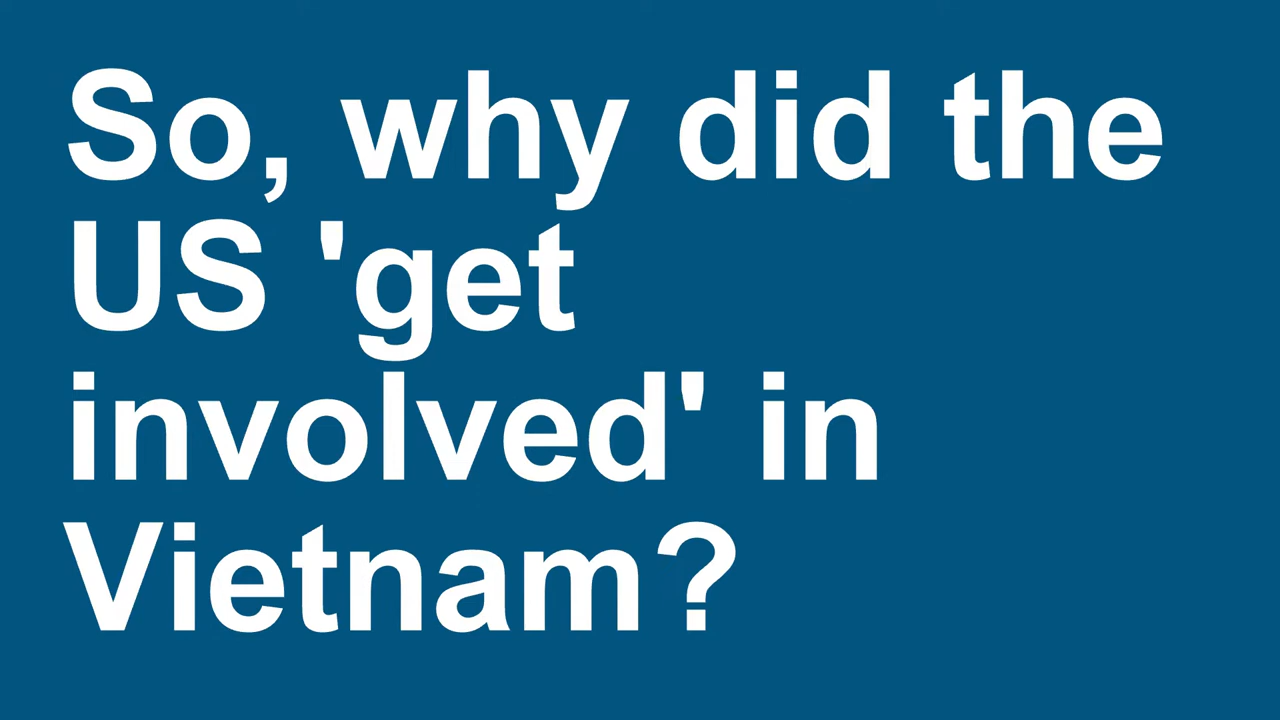 So, why did the
US 'get
involved' in
Vietnam?